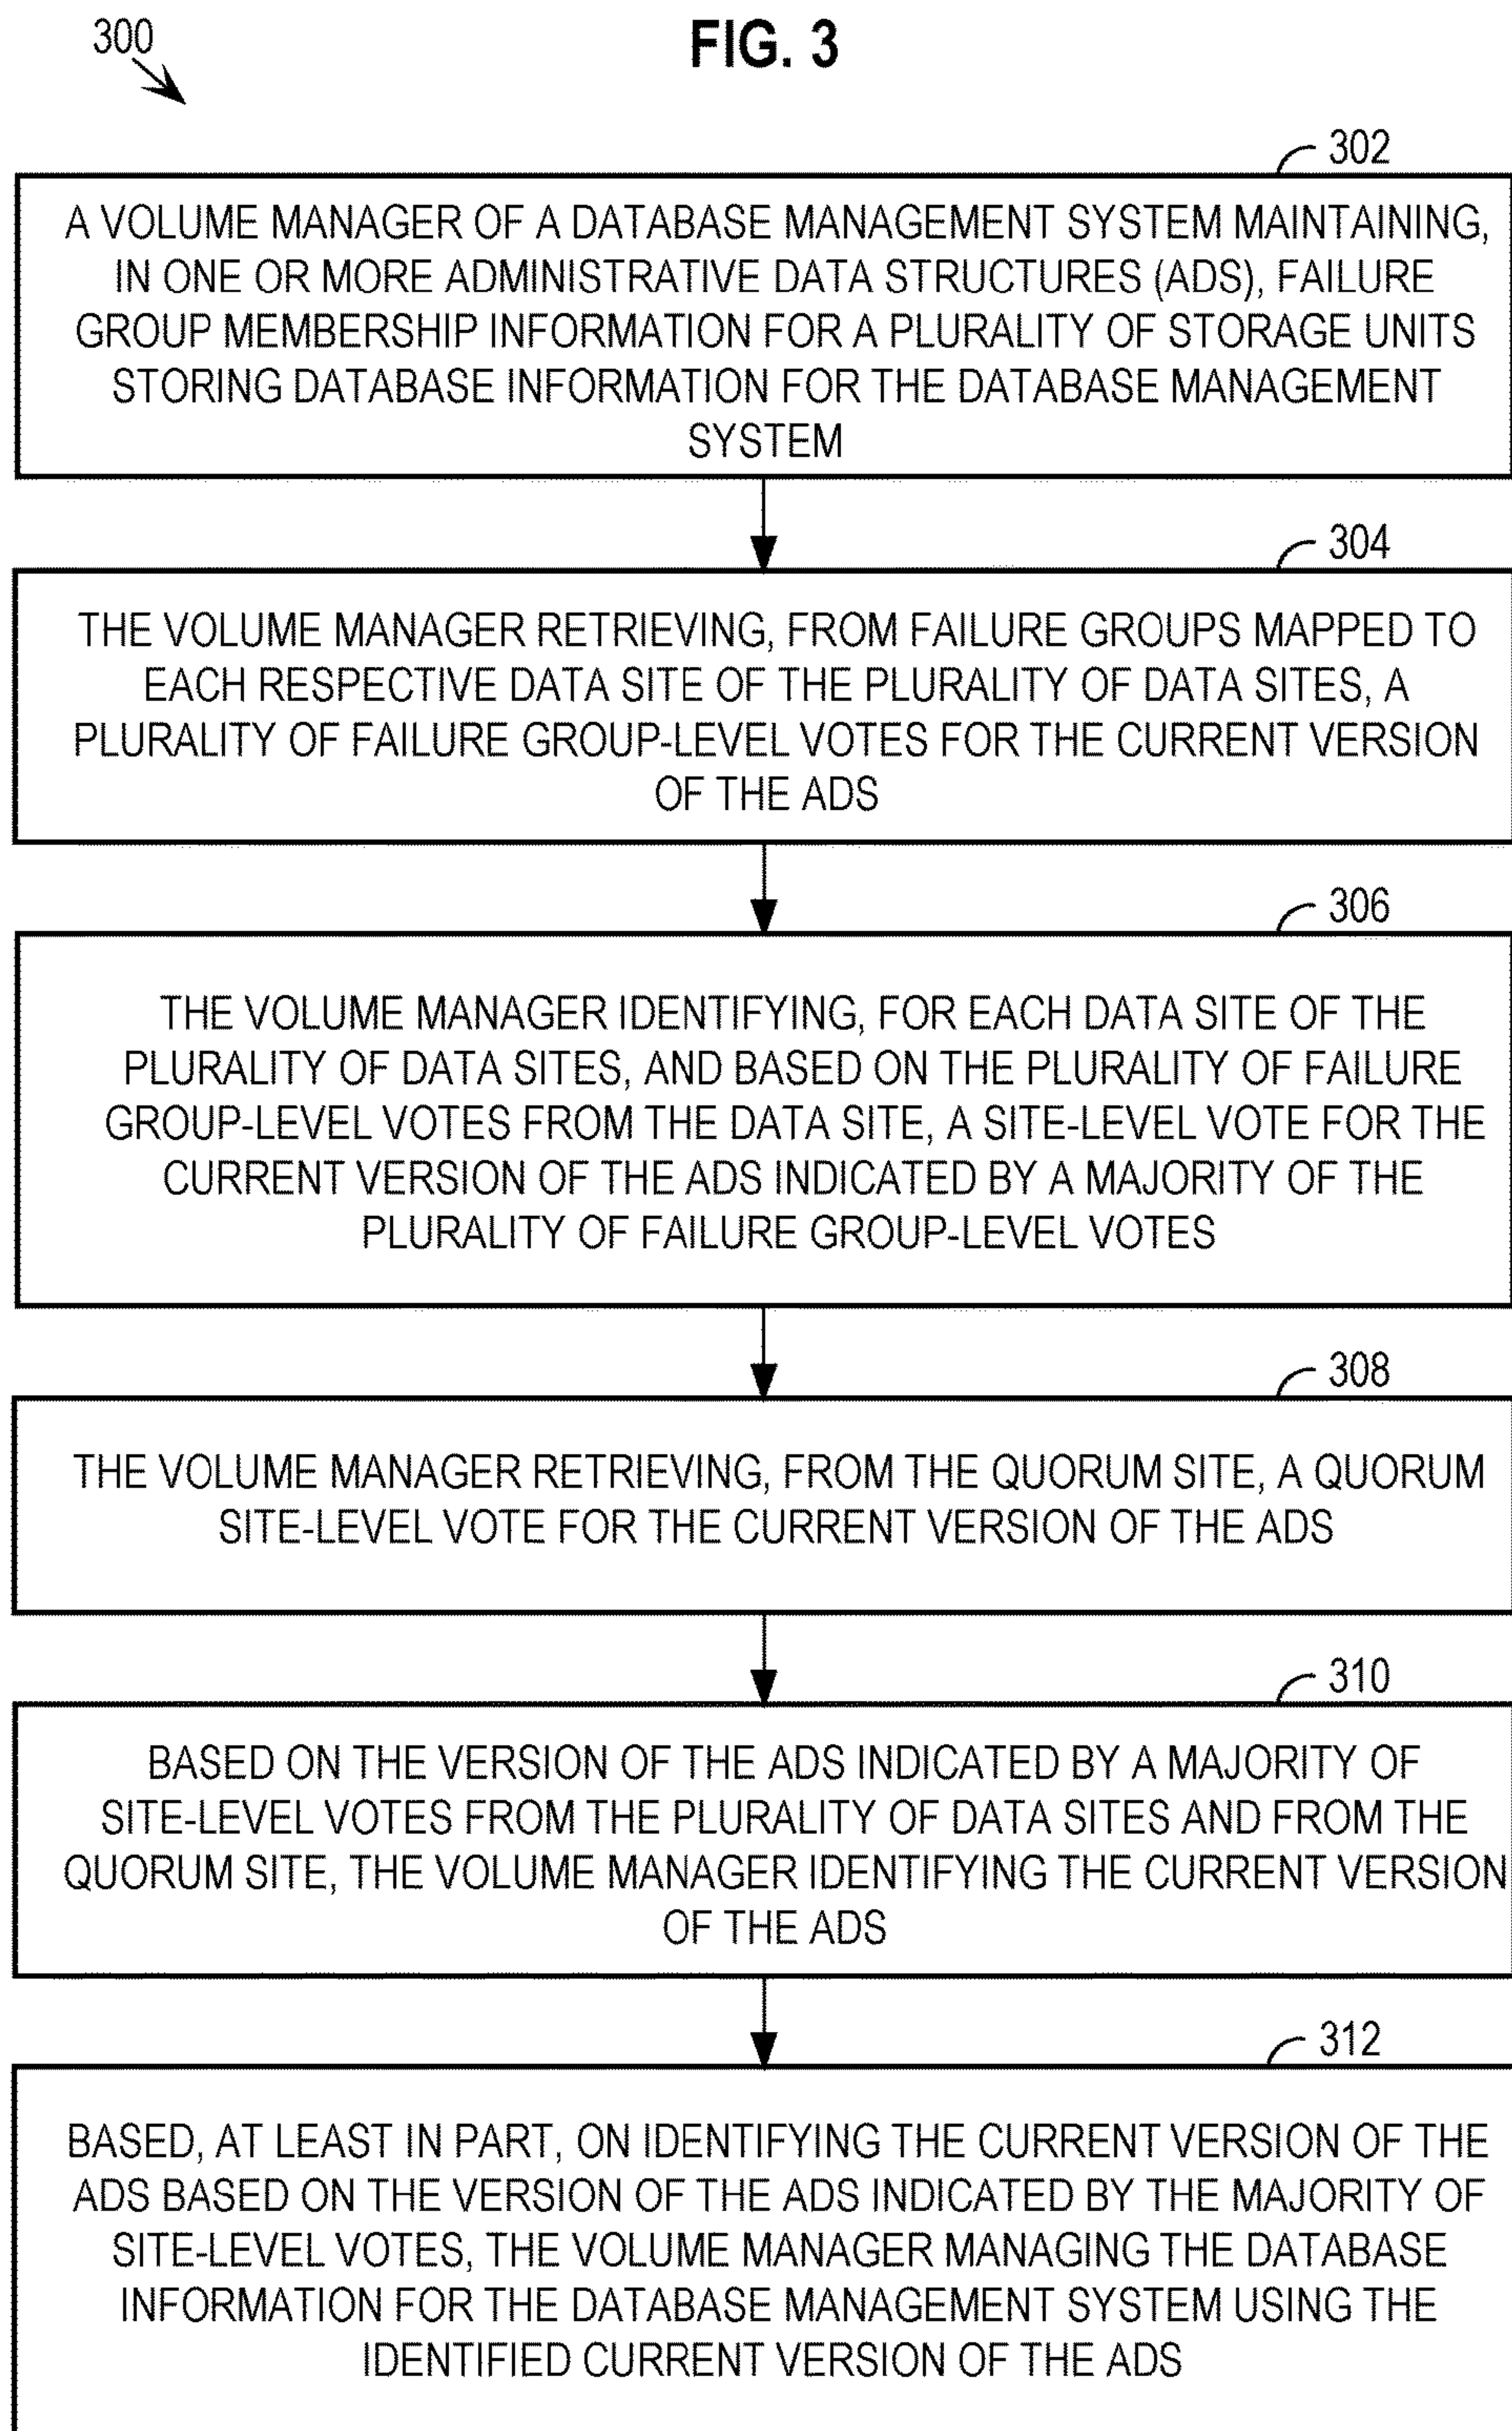 300
FIG. 3
302
A VOLUME MANAGER OF A DATABASE MANAGEMENT SYSTEM MAINTAINING,
IN ONE OR MORE ADMINISTRATIVE DATA STRUCTURES (ADS), FAILURE
GROUP MEMBERSHIP INFORMATION FOR A PLURALITY OF STORAGE UNITS
STORING DATABASE INFORMATION FOR THE DATABASE MANAGEMENT
SYSTEM
304
THE VOLUME MANAGER RETRIEVING, FROM FAILURE GROUPS MAPPED TO
EACH RESPECTIVE DATA SITE OF THE PLURALITY OF DATA SITES, A
PLURALITY OF FAILURE GROUP-LEVEL VOTES FOR THE CURRENT VERSION
OF THE ADS
306
THE VOLUME MANAGER IDENTIFYING, FOR EACH DATA SITE OF THE
PLURALITY OF DATA SITES, AND BASED ON THE PLURALITY OF FAILURE
GROUP-LEVEL VOTES FROM THE DATA SITE, A SITE-LEVEL VOTE FOR THE
CURRENT VERSION OF THE ADS INDICATED BY A MAJORITY OF THE
PLURALITY OF FAILURE GROUP-LEVEL VOTES
308
THE VOLUME MANAGER RETRIEVING, FROM THE QUORUM SITE, A QUORUM
SITE-LEVEL VOTE FOR THE CURRENT VERSION OF THE ADS
310
BASED ON THE VERSION OF THE ADS INDICATED BY A MAJORITY OF
SITE-LEVEL VOTES FROM THE PLURALITY OF DATA SITES AND FROM THE
QUORUM SITE, THE VOLUME MANAGER IDENTIFYING THE CURRENT VERSION
OF THE ADS
312
BASED, AT LEAST IN PART, ON IDENTIFYING THE CURRENT VERSION OF THE
ADS BASED ON THE VERSION OF THE ADS INDICATED BY THE MAJORITY OF
SITE-LEVEL VOTES, THE VOLUME MANAGER MANAGING THE DATABASE
INFORMATION FOR THE DATABASE MANAGEMENT SYSTEM USING THE
IDENTIFIED CURRENT VERSION OF THE ADS